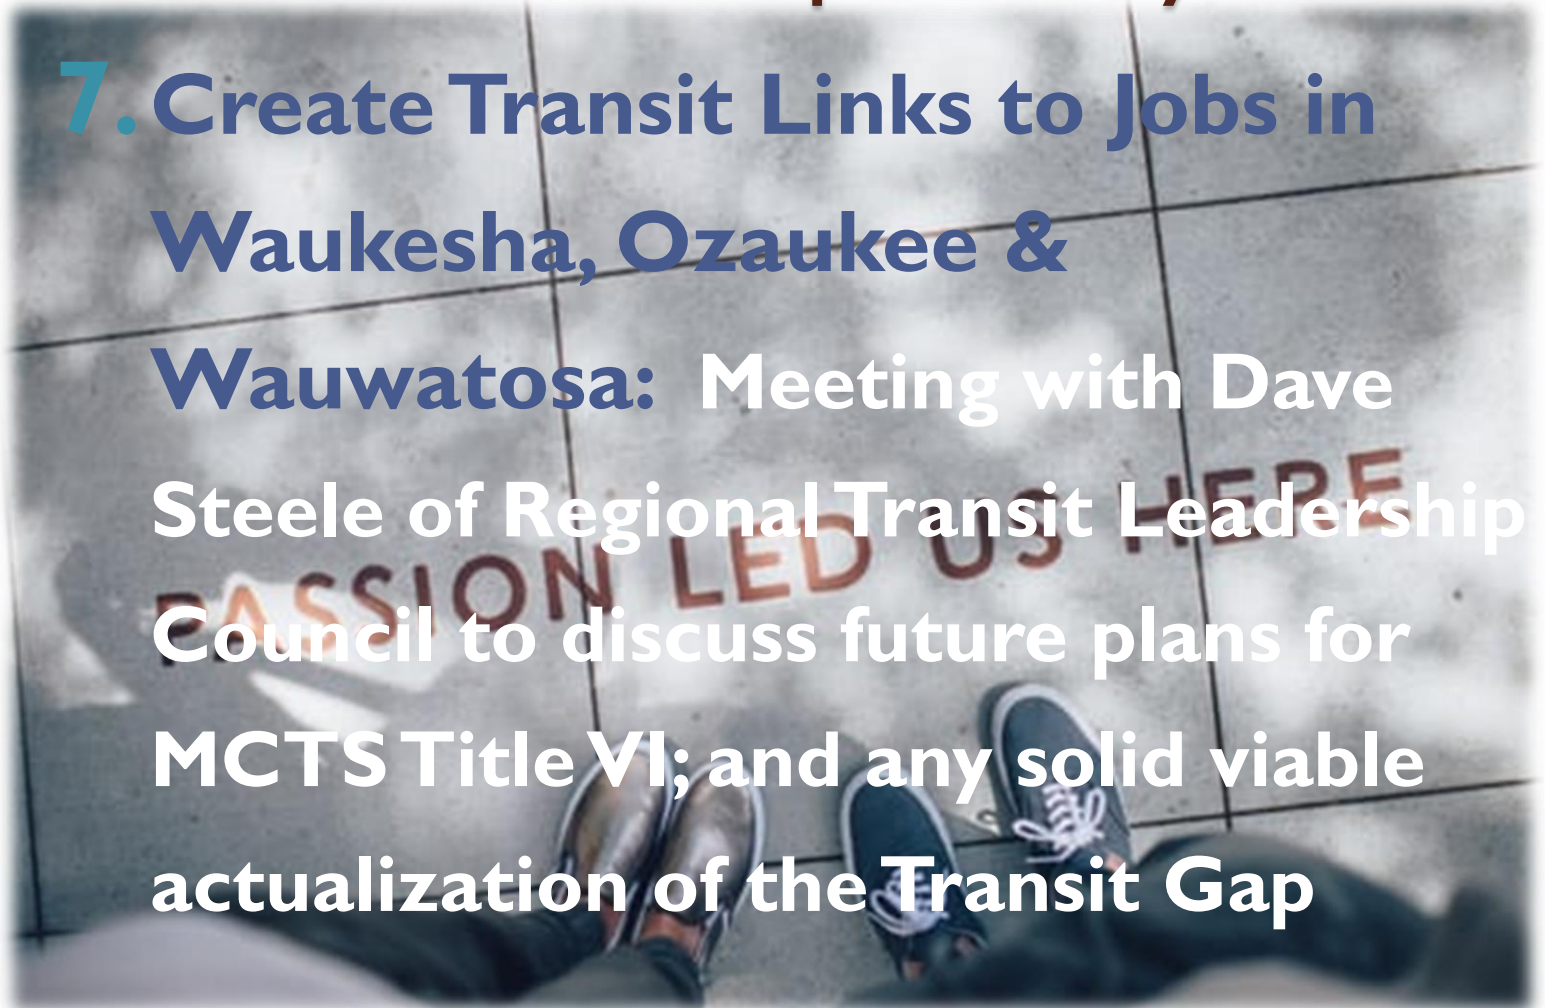 7. Create Transit Links to Jobs in
Waukesha, Ozaukee &
Wauwatosa: Meeting with Dave
Steele of Regional Transit Leadership
Council to discuss future plans for
MCTS Title VI; and any solid viable
actualization of the Transit Gap
PASSION LED US HERE